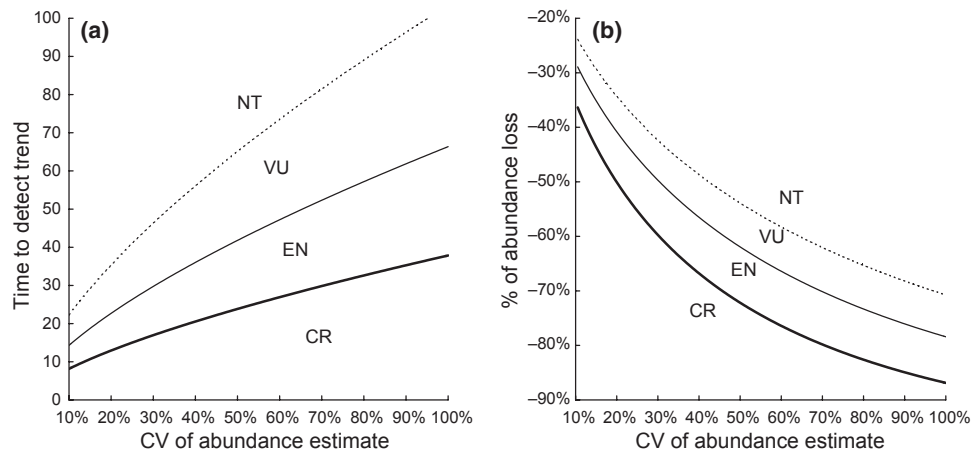 (a)
Time to detect trend
100
90
80
70
60
50
40
30
20
10
0
NT
VU
EN
CR
10% 20% 30% 40% 50% 60% 70% 80% 90% 100%
CV of abundance estimate
(b)
% of abundance loss
–20%
–30%
–40%
–50%
–60%
–70%
–80%
–90%
NT
VU
EN
CR
10% 20% 30% 40% 50% 60% 70% 80% 90% 100%
CV of abundance estimate